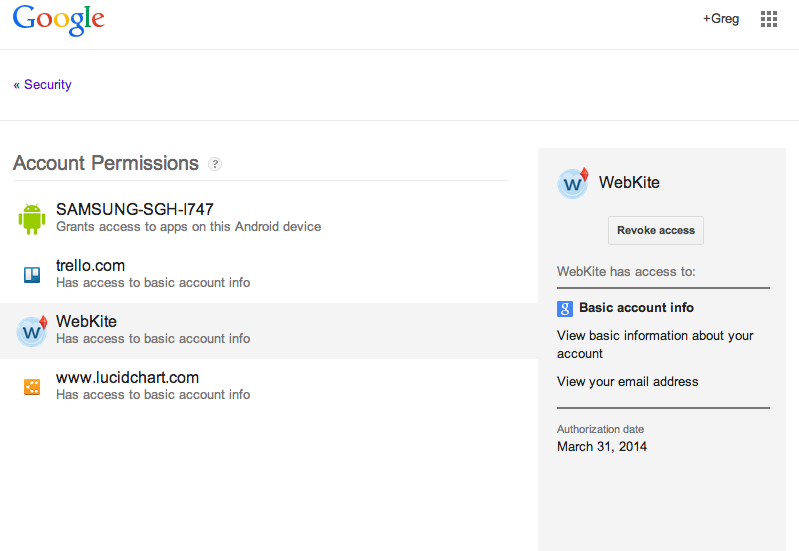 Google
+Greg
« Security
Account Permissions ?
SAMSUNG-SGH-I747
Grants access to apps on this Android device
trello.com
Has access to basic account info
W WebKite
Has access to basic account info
www.lucidchart.com
Has access to basic account info
W WebKite
Revoke access
WebKite has access to:
g Basic account info
View basic information about your
account
View your email address
Authorization date
March 31, 2014